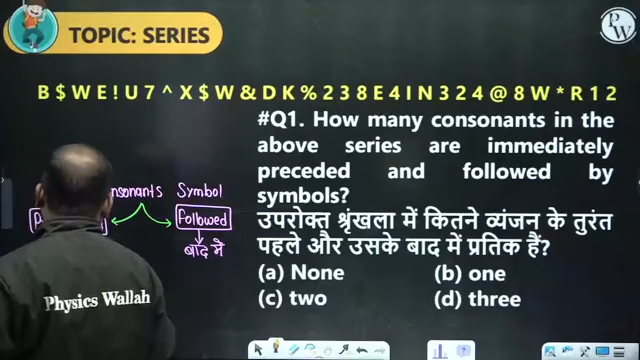 TOPIC: SERIES
PW
B $ W E ! U 7 ^ X $ W & D K % 2 3 8 E 4 I N 3 2 4 @ 8 W * R 1 2
#Q1. How many consonants in the
above series are immediately
preceded and followed by
symbols?
उपरोक्त श्रृंखला में कितने व्यंजन के तुरंत
पहले और उसके बाद में प्रतिक हैं?
(a) None (b) one
(c) two (d) three
nsonants Symbol
Followed
बाद में
Physics Wallah